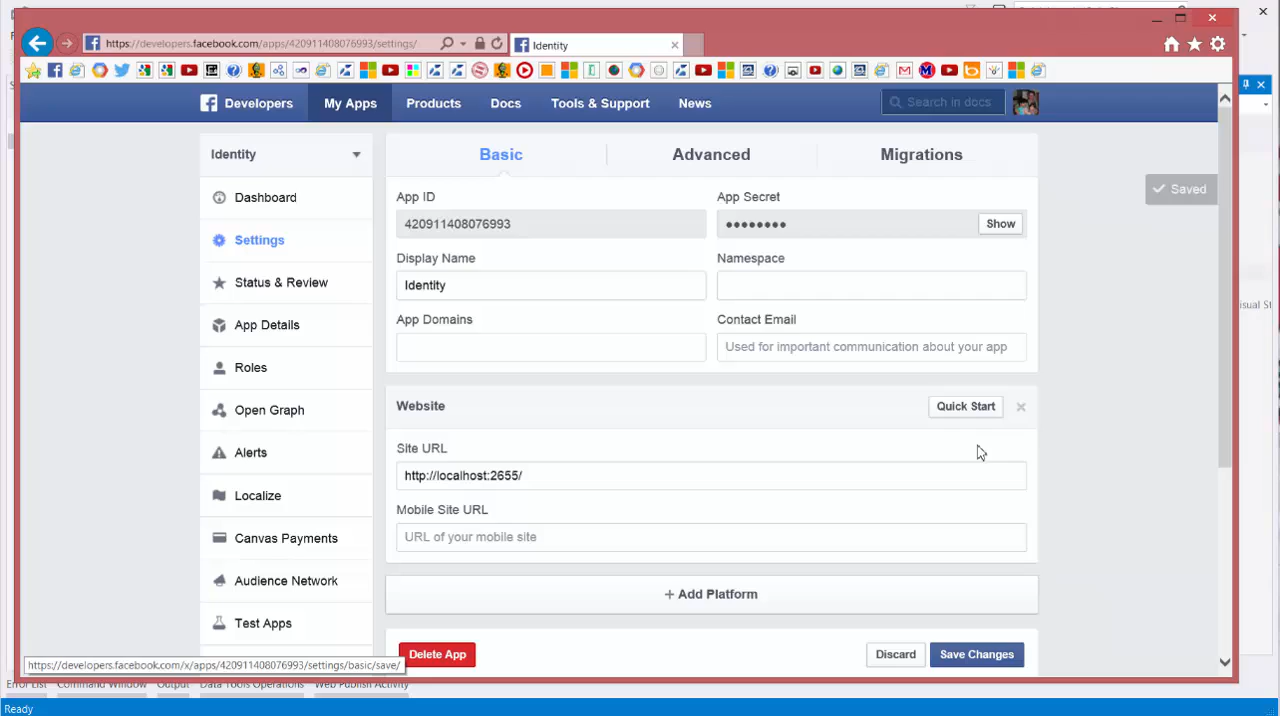 https://developers.facebook.com/apps/420911408076993/settings/
Identity
Developers
My Apps
Products
Docs
Tools & Support
News
Search in docs
Identity
Basic
Advanced
Migrations
Saved
Dashboard
Settings
Status & Review
App Details
Roles
Open Graph
Alerts
Localize
Canvas Payments
Audience Network
Test Apps
App ID
App Secret
420911408076993
••••••••
Show
Display Name
Namespace
Identity
App Domains
Contact Email
Used for important communication about your app
Website
Quick Start
Site URL
http://localhost:2655/
Mobile Site URL
URL of your mobile site
+ Add Platform
Delete App
Discard
Save Changes
https://developers.facebook.com/x/apps/420911408076993/settings/basic/save/
isual St
Error List
Command Window
Output
Data Tools Operations
Web Publish Activity
Ready